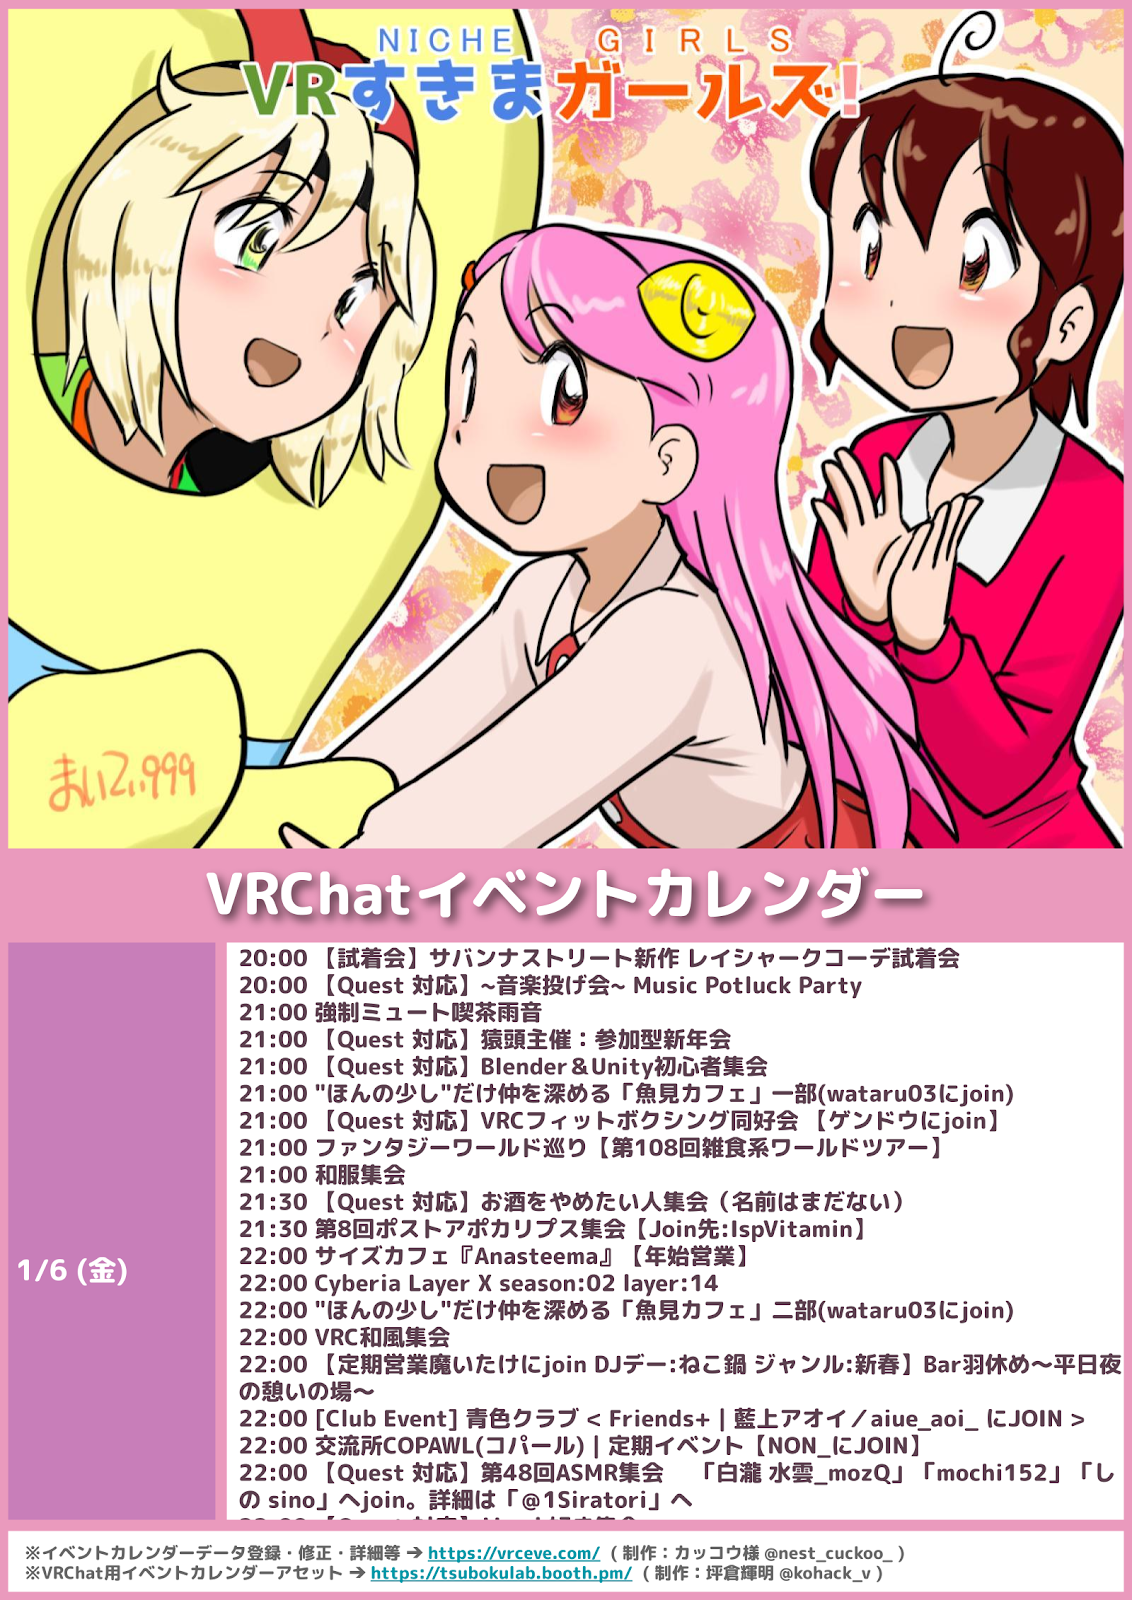 NICHE GIRLS
VRすきまガールズ!
まいてぃ999
VRChatイベントカレンダー
1/6 (金)
20:00 【試着会】サバンナストリート新作 レイシャークコーデ試着会
20:00 【Quest 対応】~音楽投げ会~ Music Potluck Party
21:00 強制ミュート喫茶雨音
21:00 【Quest 対応】猿頭主催：参加型新年会
21:00 【Quest 対応】Blender＆Unity初心者集会
21:00 "ほんの少し"だけ仲を深める「魚見カフェ」一部(wataru03にjoin)
21:00 【Quest 対応】VRCフィットボクシング同好会 【ゲンドウにjoin】
21:00 ファンタジーワールド巡り【第108回雑食系ワールドツアー】
21:00 和服集会
21:30 【Quest 対応】お酒をやめたい人集会（名前はまだない）
21:30 第8回ポストアポカリプス集会【Join先:IspVitamin】
22:00 サイズカフェ『Anasteema』【年始営業】
22:00 Cyberia Layer X season:02 layer:14
22:00 "ほんの少し"だけ仲を深める「魚見カフェ」二部(wataru03にjoin)
22:00 VRC和風集会
22:00 【定期営業魔いたけにjoin DJデー:ねこ鍋 ジャンル:新春】Bar羽休め～平日夜
の憩いの場～
22:00 [Club Event] 青色クラブ < Friends+ | 藍上アオイ／aiue_aoi_ にJOIN >
22:00 交流所COPAWL(コパール) | 定期イベント【NON_にJOIN】
22:00 【Quest 対応】第48回ASMR集会　「白瀧 水雲_mozQ」「mochi152」「し
の sino」へjoin。詳細は「@1Siratori」へ
※イベントカレンダーデータ登録・修正・詳細等 ➔ https://vrceve.com/ ( 制作：カッコウ様 @nest_cuckoo_ )
※VRChat用イベントカレンダーアセット ➔ https://tsubokulab.booth.pm/ ( 制作：坪倉輝明 @kohack_v )